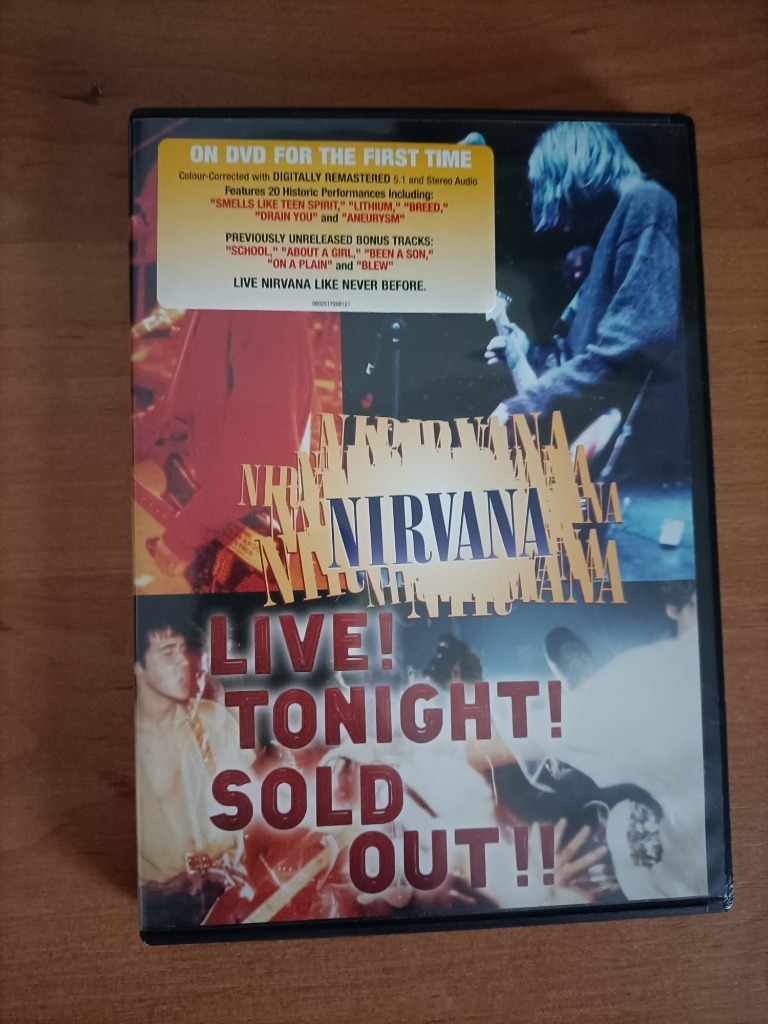 ON DVD FOR THE FIRST TIME
Colour-Corrected with DIGITALLY REMASTERED 5.1 and Stereo Audio
Features 20 Historic Performances Including:
"SMELLS LIKE TEEN SPIRIT," "LITHIUM," "BREED,"
"DRAIN YOU" and "ANEURYSM"
PREVIOUSLY UNRELEASED BONUS TRACKS:
"SCHOOL," "ABOUT A GIRL," "BEEN A SON,"
"ON A PLAIN" and "BLEW"
LIVE NIRVANA LIKE NEVER BEFORE.
NIRVANA
NIRVANA
LIVE!
TONIGHT!
SOLD
OUT!!